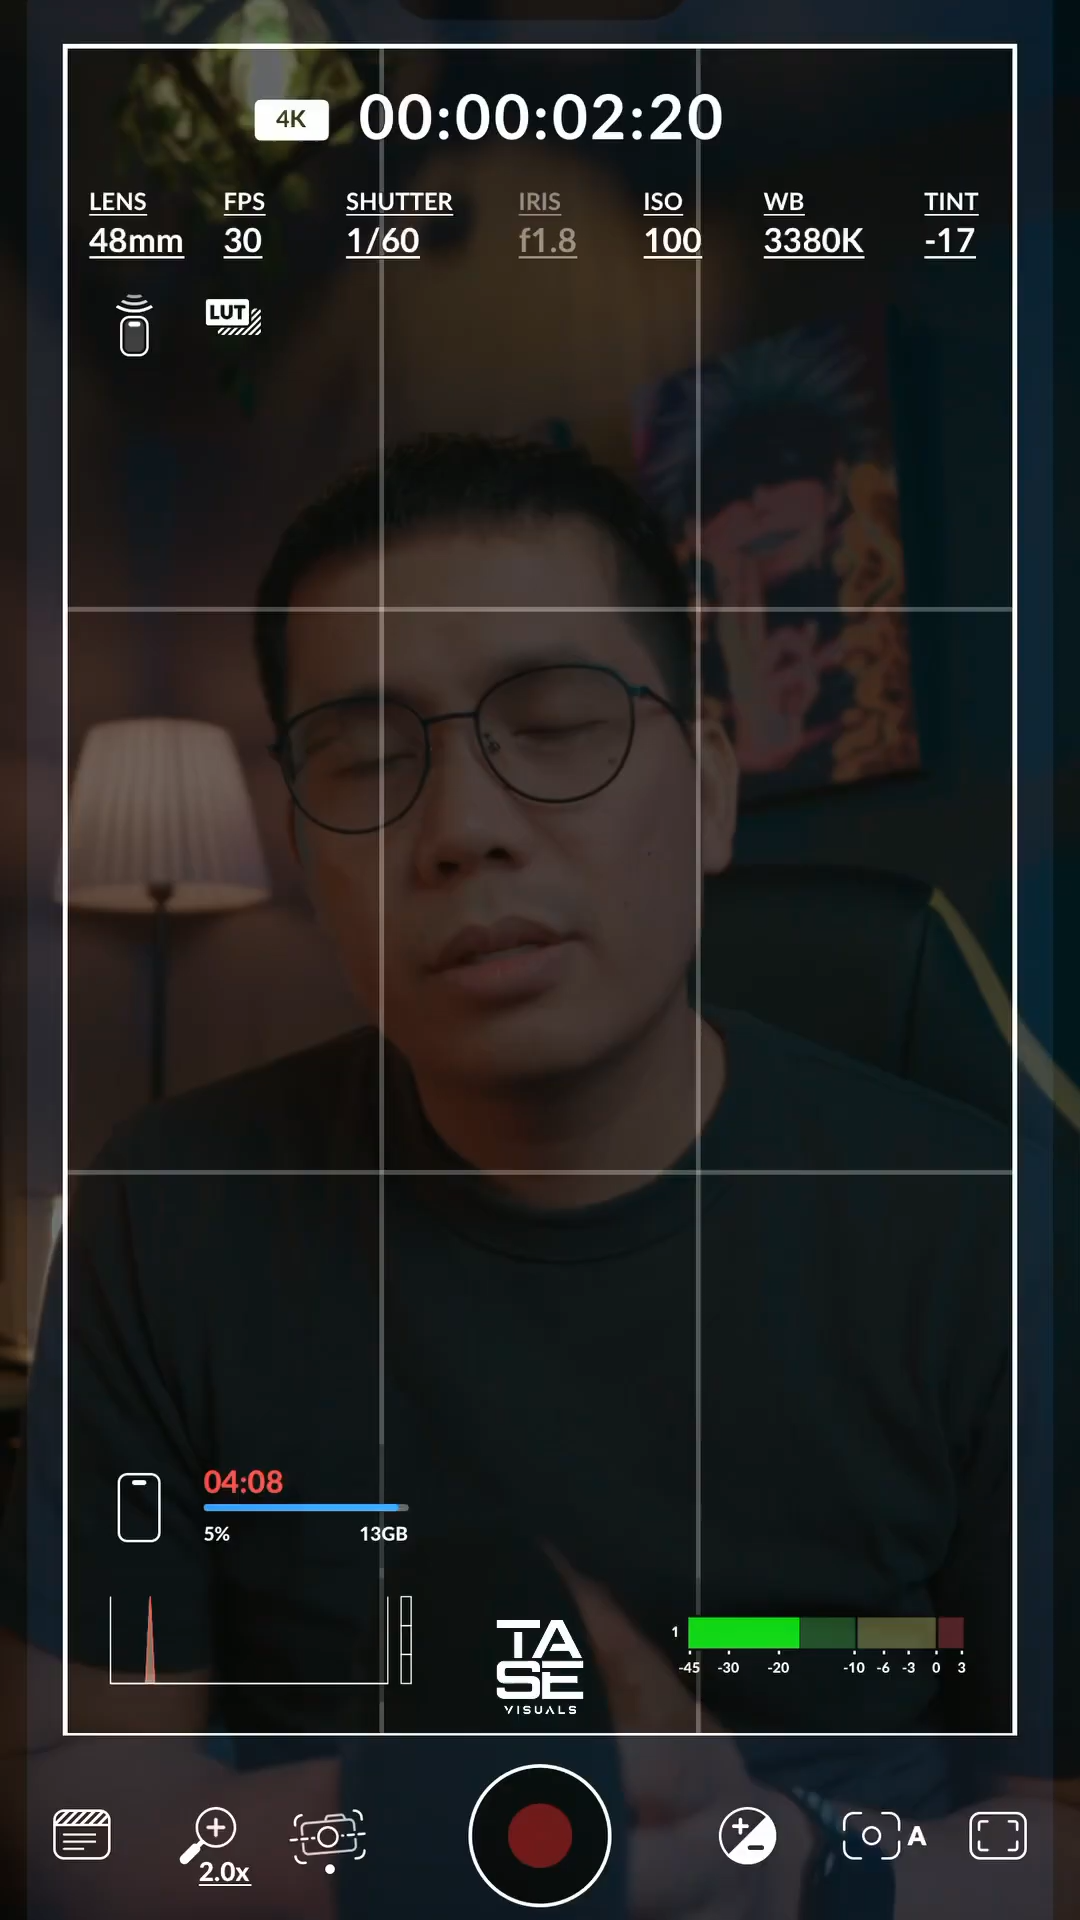 4K 00:00:02:20
LENS FPS SHUTTER IRIS ISO WB TINT
48mm 30 1/60 f1.8 100 3380K -17
LUT
04:08
5% 13GB
TA
SE
VISUALS
1
-45 -30 -20 -10 -6 -3 0 3
2.0x
A